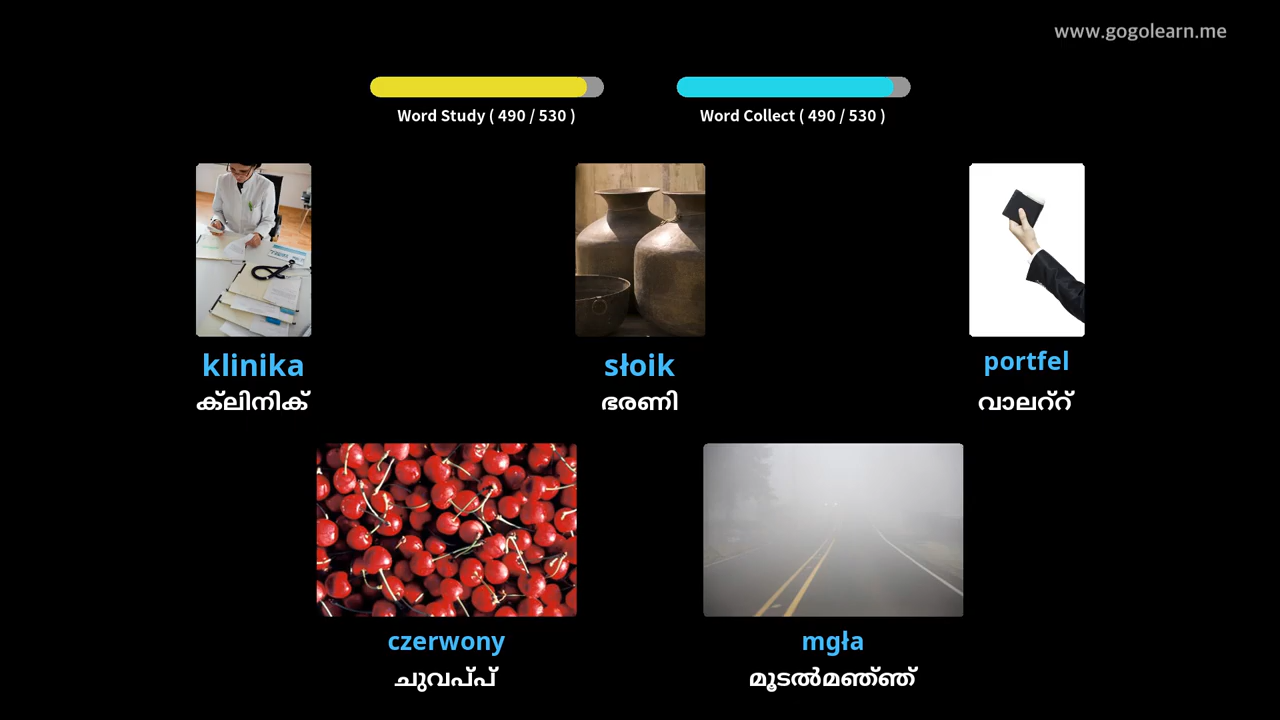 www.gogolearn.me
Word Study ( 490 / 530 )
Word Collect ( 490 / 530 )
klinika
ക്ലിനിക്
słoik
ഭരണി
portfel
വാലറ്റ്
czerwony
ചുവപ്പ്
mgła
മൂടൽമഞ്ഞ്